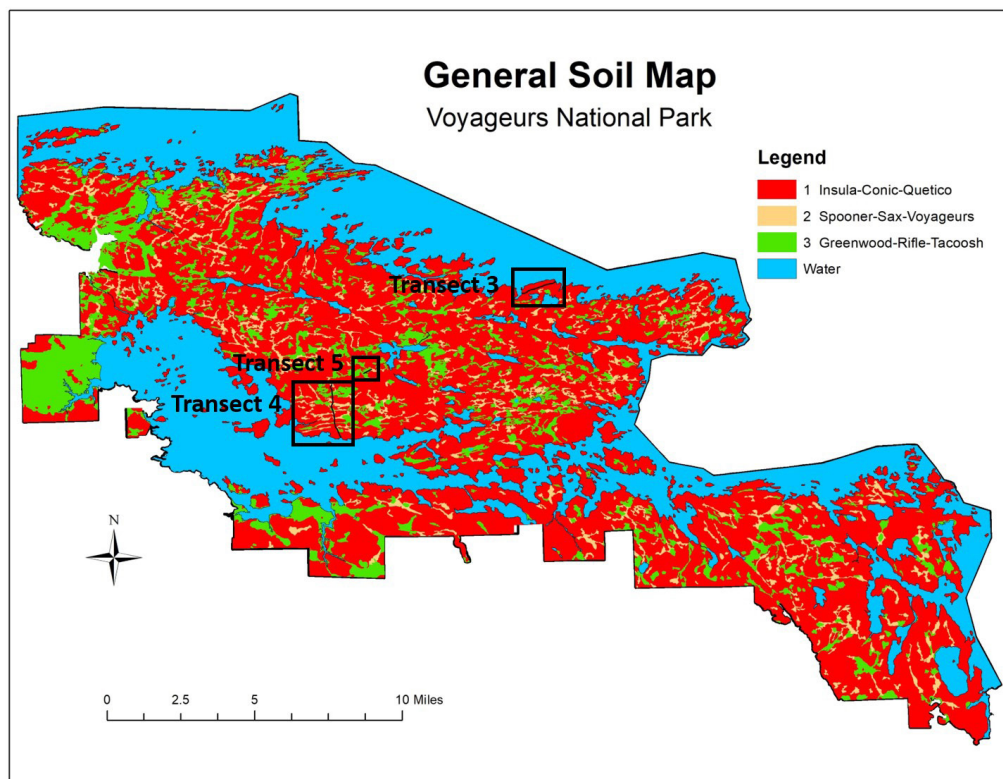 General Soil Map
Voyageurs National Park
Legend
1 Insula-Conic-Quetico
2 Spooner-Sax-Voyageurs
3 Greenwood-Rifle-Tacoosh
Water
Transect 3
Transect 5
Transect 4
N
0 2.5 5 10 Miles